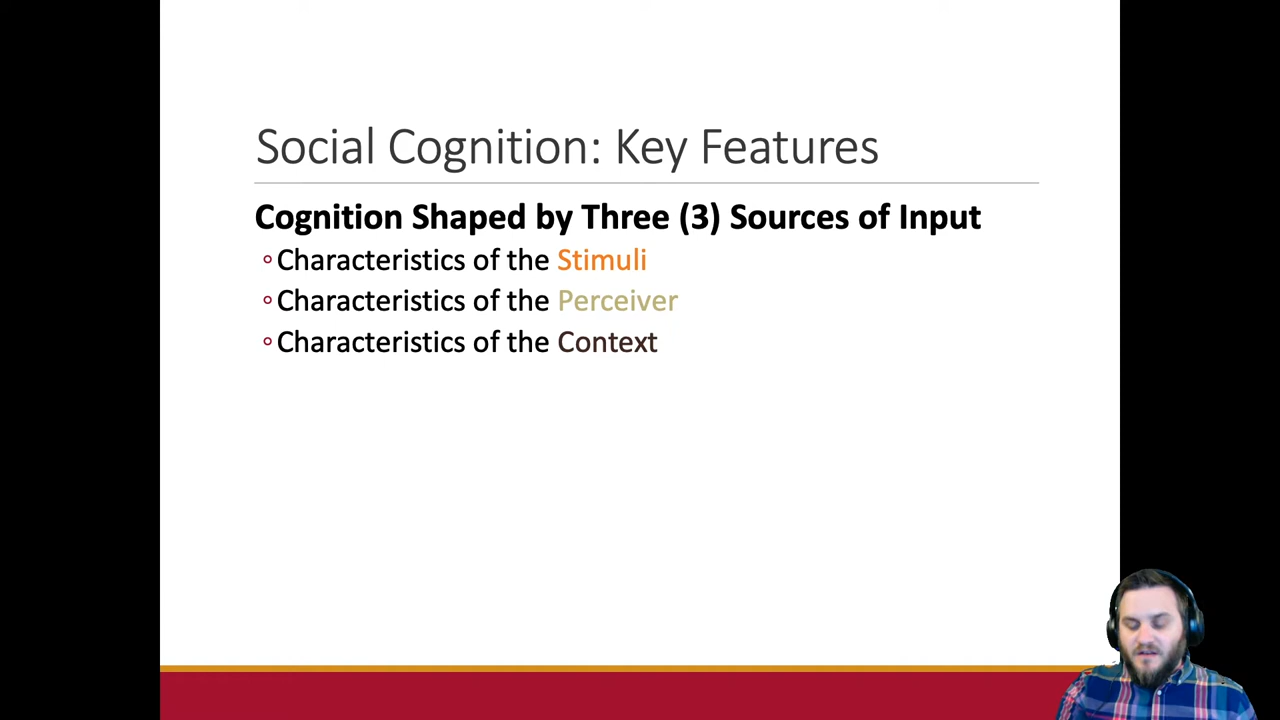 Social Cognition: Key Features
Cognition Shaped by Three (3) Sources of Input
◦Characteristics of the Stimuli
◦Characteristics of the Perceiver
◦Characteristics of the Context